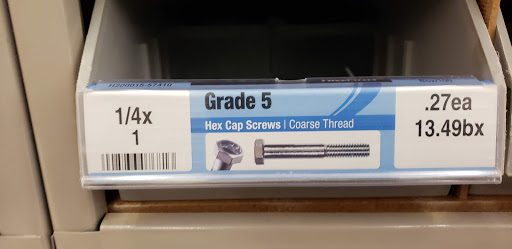 1/4x
1
Grade 5
Hex Cap Screws | Coarse Thread
.27ea
13.49bx